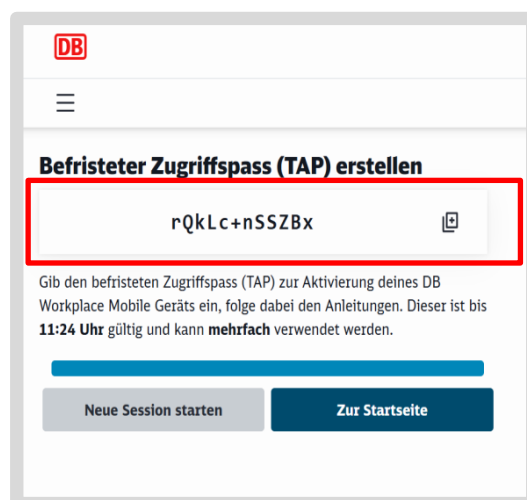 DB
Befristeter Zugriffspass (TAP) erstellen
rQkLc+nSSZBx
Gib den befristeten Zugriffspass (TAP) zur Aktivierung deines DB
Workplace Mobile Geräts ein, folge dabei den Anleitungen. Dieser ist bis
11:24 Uhr gültig und kann mehrfach verwendet werden.
Neue Session starten
Zur Startseite